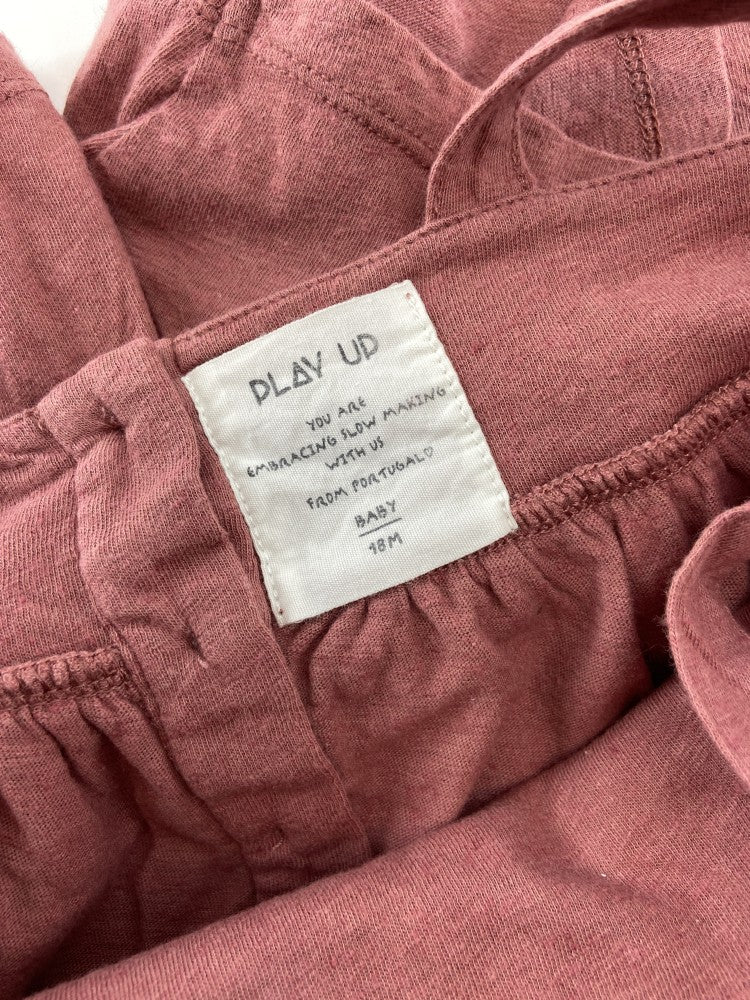 PLAY UP
YOU ARE
EMBRACING SLOW MAKING
WITH US
FROM PORTUGAL♡
BABY
18M